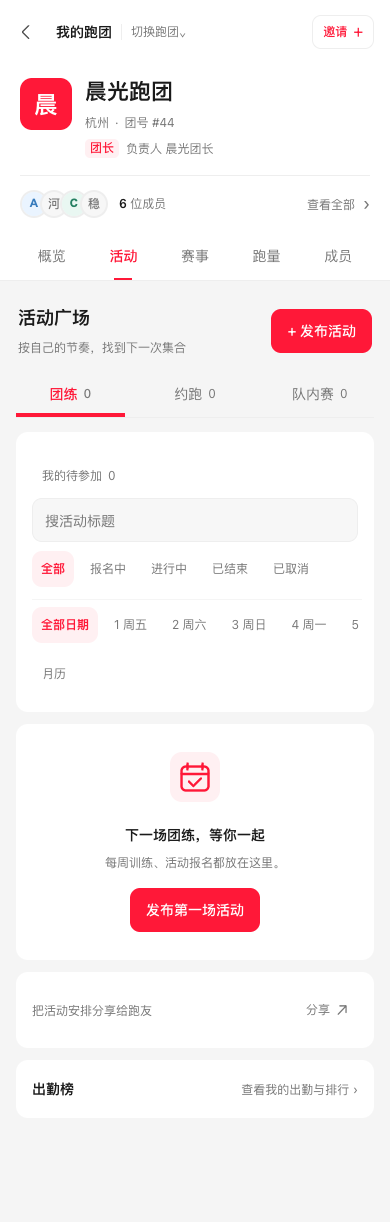 我的跑团 切换跑团 邀请 +
晨 晨光跑团
杭州 · 团号 #44
团长 负责人 晨光团长
A 河 C 稳 6 位成员 查看全部 ›
概览 活动 赛事 跑量 成员
活动广场
按自己的节奏，找到下一次集合
+ 发布活动
团练 0 约跑 0 队内赛 0
我的待参加 0
搜活动标题
全部 报名中 进行中 已结束 已取消
全部日期 1 周五 2 周六 3 周日 4 周一 5
月历
下一场团练，等你一起
每周训练、活动报名都放在这里。
发布第一场活动
把活动安排分享给跑友 分享
出勤榜 查看我的出勤与排行 ›